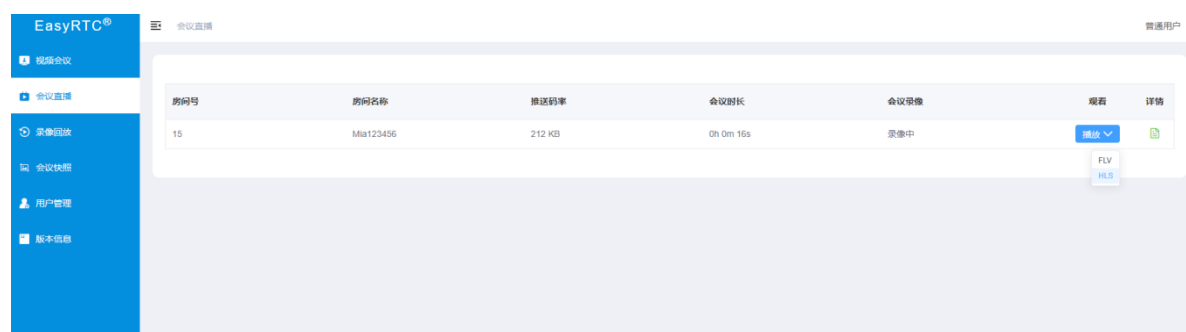 EasyRTC®
会议直播
普通用户
视频会议
会议直播
录像回放
会议快照
用户管理
版本信息
房间号 房间名称 推送码率 会议时长 会议录像 观看 详情
15 Mia123456 212 KB 0h 0m 16s 录像中 播放
FLV
HLS